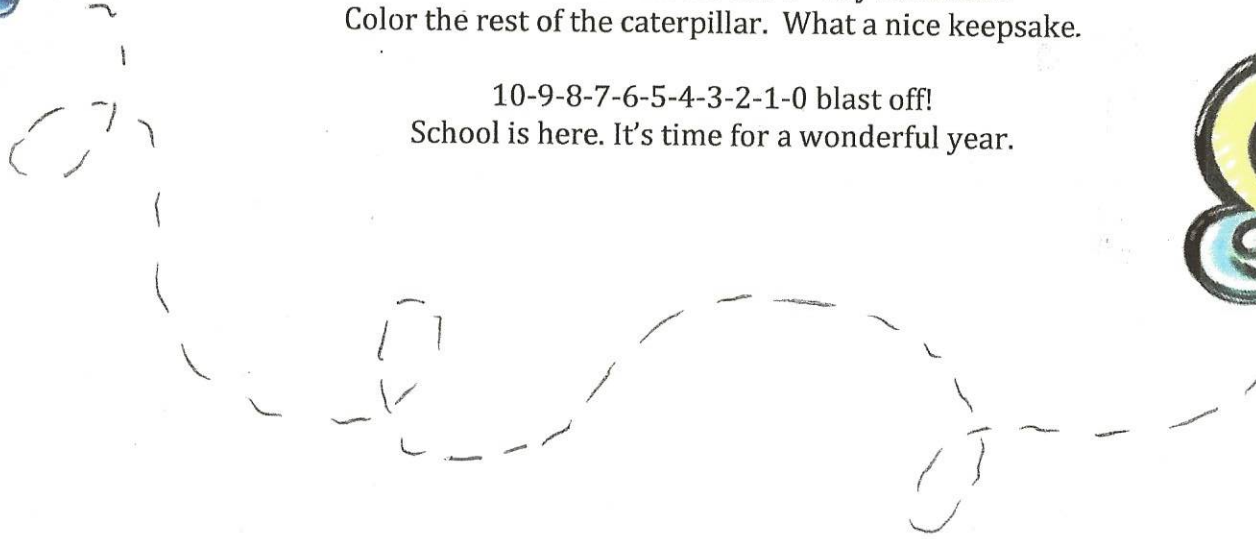 Color the rest of the caterpillar. What a nice keepsake.
10-9-8-7-6-5-4-3-2-1-0 blast off!
School is here. It's time for a wonderful year.